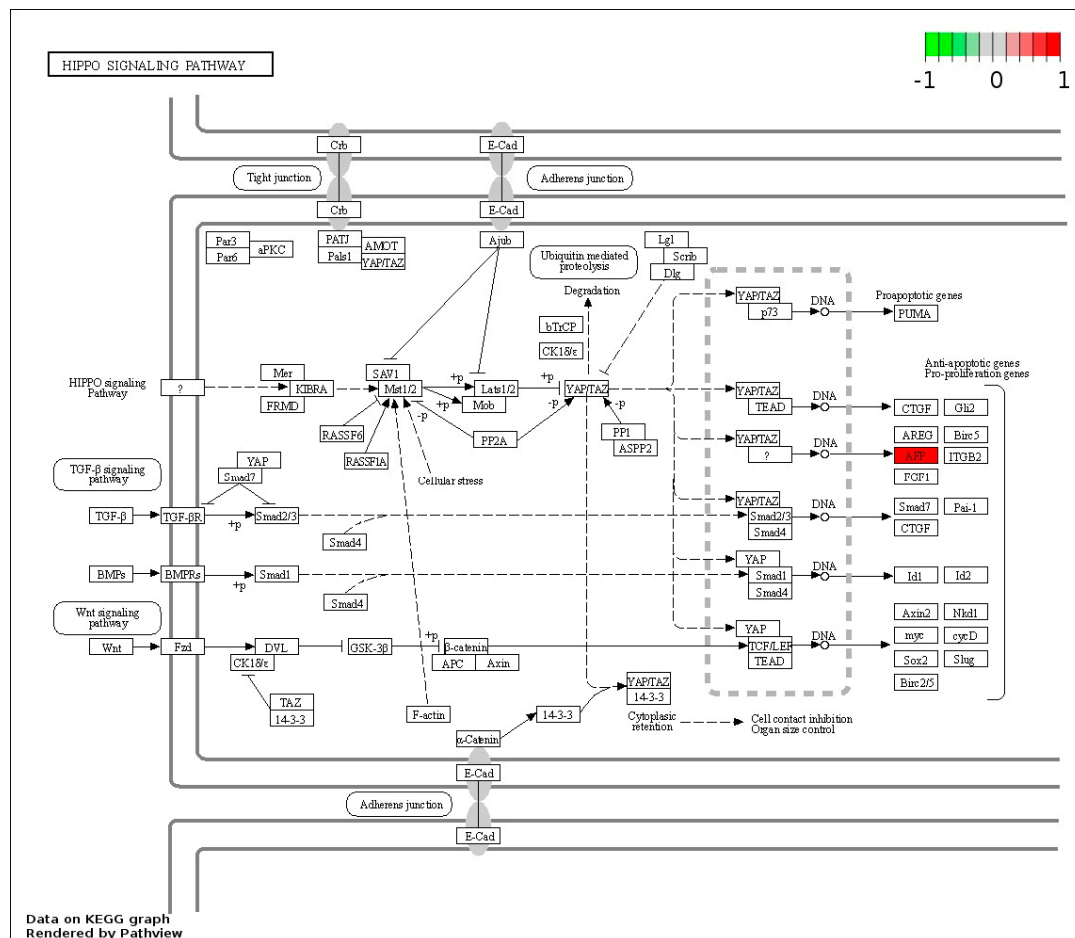 HIPPO SIGNALING PATHWAY
-1 0 1
Crb
E-Cad
Tight junction
Adherens junction
Crb
E-Cad
Par3
Par6
aPKC
PATJ
Pals1
AMOT
YAP/TAZ
Ajub
Ubiquitin mediated
proteolysis
Lgl
Scrib
Dlg
Degradation
bTrCP
CK1δ/ε
YAP/TAZ
p73
DNA
Proapoptotic genes
PUMA
HIPPO signaling
Pathway
?
Mer
KIBRA
FRMD
SAV1
Mst1/2
+p
+p
-p
Lats1/2
Mob
+p
YAP/TAZ
-p
-p
RASSF6
RASSF1A
PP2A
PP1
ASPP2
Cellular stress
YAP/TAZ
TEAD
DNA
Anti-apoptotic genes
Pro-proliferation genes
CTGF
Gli2
YAP/TAZ
?
DNA
AREG
Birc5
AFP
ITGB2
FGF1
TGF-β signaling
pathway
YAP
Smad7
TGF-β
TGF-βR
+p
Smad2/3
Smad4
YAP/TAZ
Smad2/3
Smad4
DNA
Smad7
Pai-1
CTGF
BMPs
BMPRs
+p
Smad1
Smad4
YAP
Smad1
Smad4
DNA
Id1
Id2
Wnt signaling
pathway
Wnt
Fzd
DVL
CK1δ/ε
GSK-3β
+p
β-catenin
APC
Axin
YAP
TCF/LEF
TEAD
DNA
Axin2
Nkd1
myc
cycD
Sox2
Slug
Birc2/5
TAZ
14-3-3
F-actin
14-3-3
α-Catenin
YAP/TAZ
14-3-3
Cytoplasmic
retention
Cell contact inhibition
Organ size control
E-Cad
Adherens junction
E-Cad
Data on KEGG graph
Rendered by Pathview